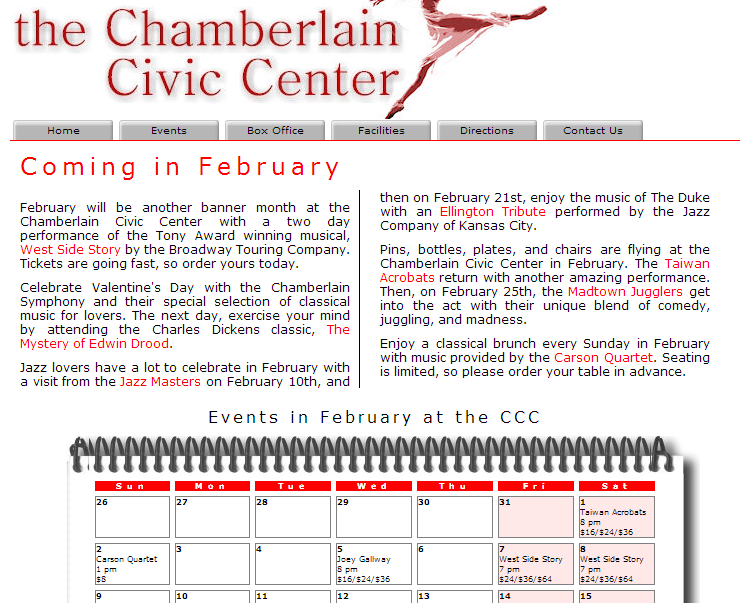 the Chamberlain
Civic Center
Home Events Box Office Facilities Directions Contact Us
Coming in February
February will be another banner month at the
Chamberlain Civic Center with a two day
performance of the Tony Award winning musical,
West Side Story by the Broadway Touring Company.
Tickets are going fast, so order yours today.
Celebrate Valentine's Day with the Chamberlain
Symphony and their special selection of classical
music for lovers. The next day, exercise your mind
by attending the Charles Dickens classic, The
Mystery of Edwin Drood.
Jazz lovers have a lot to celebrate in February with
a visit from the Jazz Masters on February 10th, and
then on February 21st, enjoy the music of The Duke
with an Ellington Tribute performed by the Jazz
Company of Kansas City.
Pins, bottles, plates, and chairs are flying at the
Chamberlain Civic Center in February. The Taiwan
Acrobats return with another amazing performance.
Then, on February 25th, the Madtown Jugglers get
into the act with their unique blend of comedy,
juggling, and madness.
Enjoy a classical brunch every Sunday in February
with music provided by the Carson Quartet. Seating
is limited, so please order your table in advance.
Events in February at the CCC
Sun Mon Tue Wed Thu Fri Sat
26 27 28 29 30 31 1
Taiwan Acrobats
8 pm
$16/$24/$36
2 3 4 5 6 7 8
Carson Quartet Joey Gallway West Side Story West Side Story
1 pm 8 pm 7 pm 7 pm
$8 $16/$24/$36 $24/$36/$64 $24/$36/$64
9 10 11 12 13 14 15